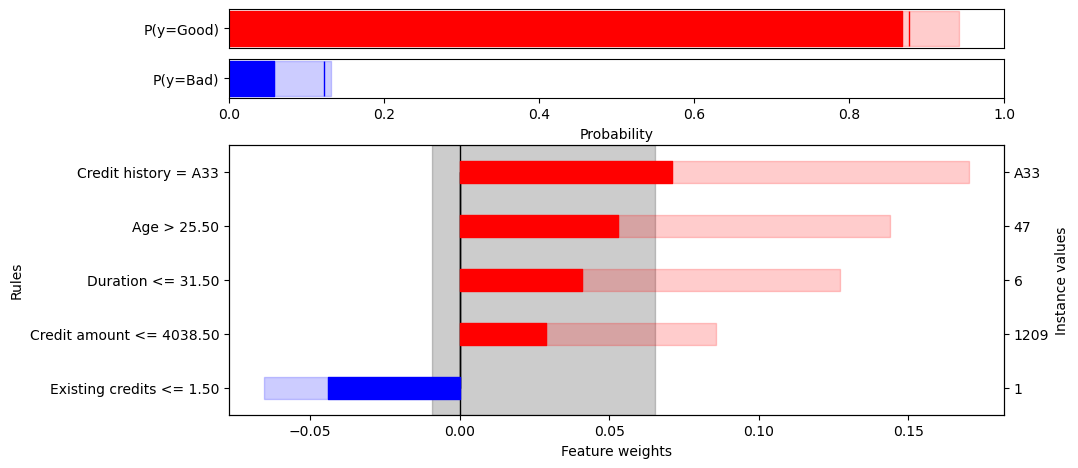 P(y=Good)
P(y=Bad)
0.0 0.2 0.4 0.6 0.8 1.0
Probability
Credit history = A33 A33
Age > 25.50 47
Duration <= 31.50 6
Credit amount <= 4038.50 1209
Existing credits <= 1.50 1
Rules
Instance values
−0.05 0.00 0.05 0.10 0.15
Feature weights